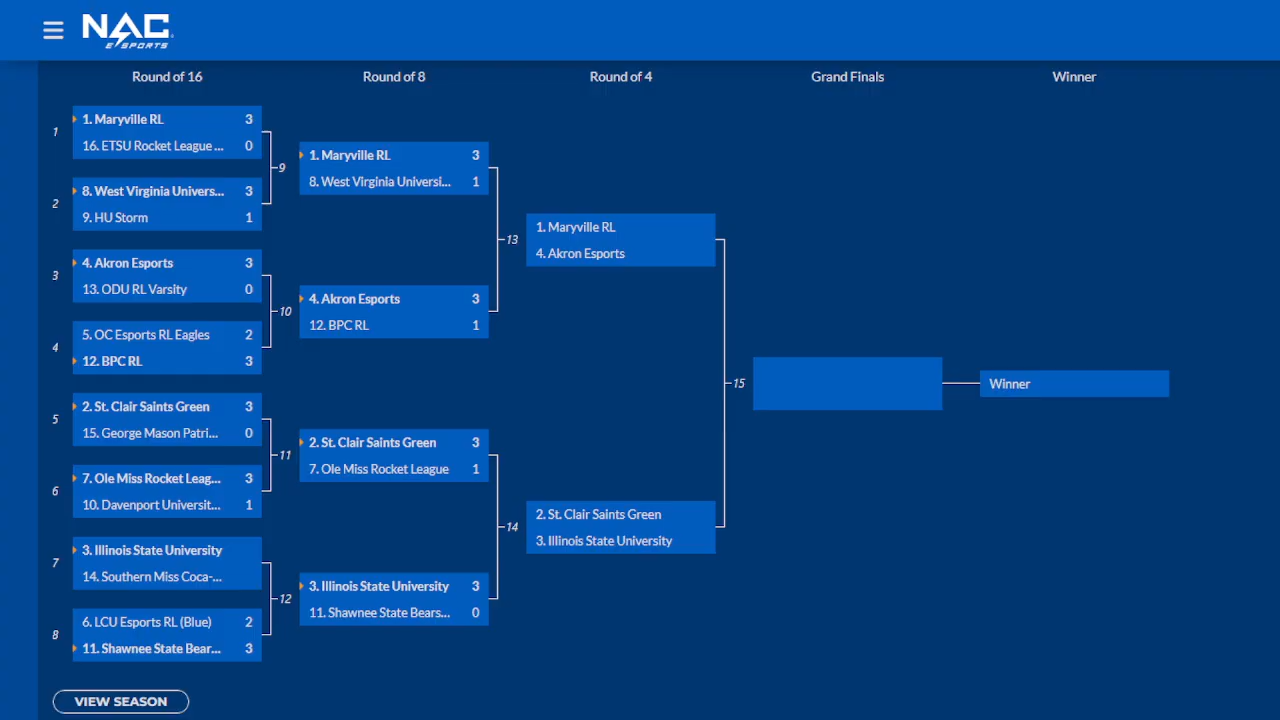 NAC
ESPORTS
Round of 16
Round of 8
Round of 4
Grand Finals
Winner
1
1. Maryville RL 3
16. ETSU Rocket League ... 0
2
8. West Virginia Univers... 3
9. HU Storm 1
3
4. Akron Esports 3
13. ODU RL Varsity 0
4
5. OC Esports RL Eagles 2
12. BPC RL 3
5
2. St. Clair Saints Green 3
15. George Mason Patri... 0
6
7. Ole Miss Rocket Leag... 3
10. Davenport Universit... 1
7
3. Illinois State University
14. Southern Miss Coca-...
8
6. LCU Esports RL (Blue) 2
11. Shawnee State Bear... 3
9
1. Maryville RL 3
8. West Virginia Universi... 1
10
4. Akron Esports 3
12. BPC RL 1
11
2. St. Clair Saints Green 3
7. Ole Miss Rocket League 1
12
3. Illinois State University 3
11. Shawnee State Bears... 0
13
1. Maryville RL
4. Akron Esports
14
2. St. Clair Saints Green
3. Illinois State University
15
Winner
VIEW SEASON